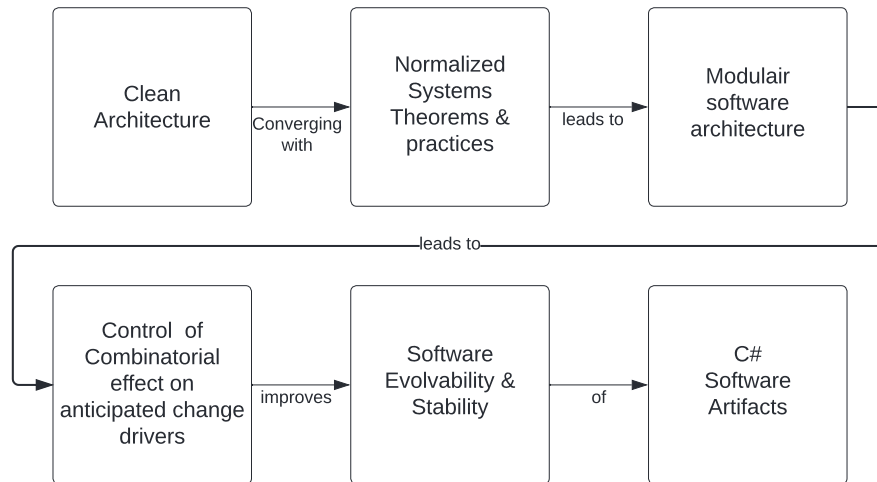 Clean
Architecture
Converging
with
Normalized
Systems
Theorems &
practices
leads to
Modulair
software
architecture
leads to
Control of
Combinatorial
effect on
anticipated change
drivers
improves
Software
Evolvability &
Stability
of
C#
Software
Artifacts